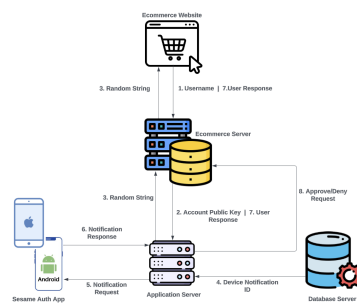 Ecommerce Website
3. Random String
1. Username | 7.User Response
Ecommerce Server
3. Random String
2. Account Public Key | 7. User
Response
8. Approve/Deny
Request
6. Notification
Response
Android
5. Notification
Request
4. Device Notification
ID
Sesame Auth App
Application Server
Database Server